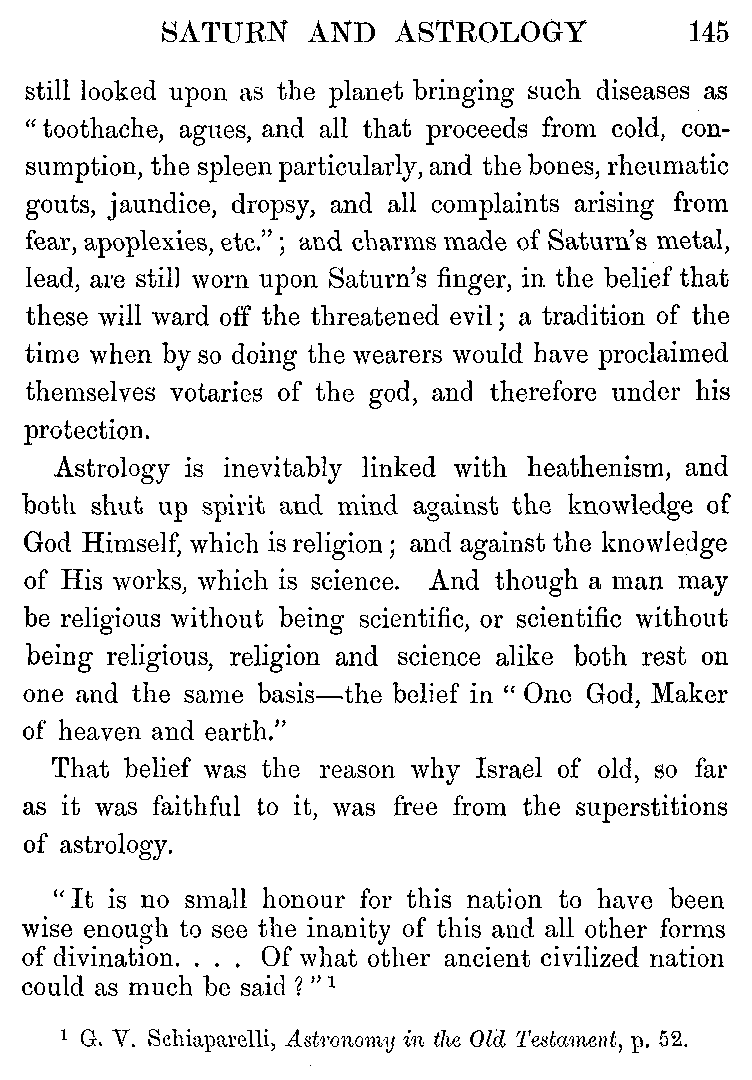 SATURN AND ASTROLOGY 145
still looked upon as the planet bringing such diseases as
“toothache, agues, and all that proceeds from cold, con-
sumption, the spleen particularly, and the bones, rheumatic
gouts, jaundice, dropsy, and all complaints arising from
fear, apoplexies, etc.”; and charms made of Saturn’s metal,
lead, are still worn upon Saturn’s finger, in the belief that
these will ward off the threatened evil; a tradition of the
time when by so doing the wearers would have proclaimed
themselves votaries of the god, and therefore under his
protection.
Astrology is inevitably linked with heathenism, and
both shut up spirit and mind against the knowledge of
God Himself, which is religion; and against the knowledge
of His works, which is science. And though a man may
be religious without being scientific, or scientific without
being religious, religion and science alike both rest on
one and the same basis—the belief in “One God, Maker
of heaven and earth.”
That belief was the reason why Israel of old, so far
as it was faithful to it, was free from the superstitions
of astrology.
“It is no small honour for this nation to have been
wise enough to see the inanity of this and all other forms
of divination. . . . Of what other ancient civilized nation
could as much be said?”¹
¹ G. V. Schiaparelli, Astronomy in the Old Testament, p. 52.